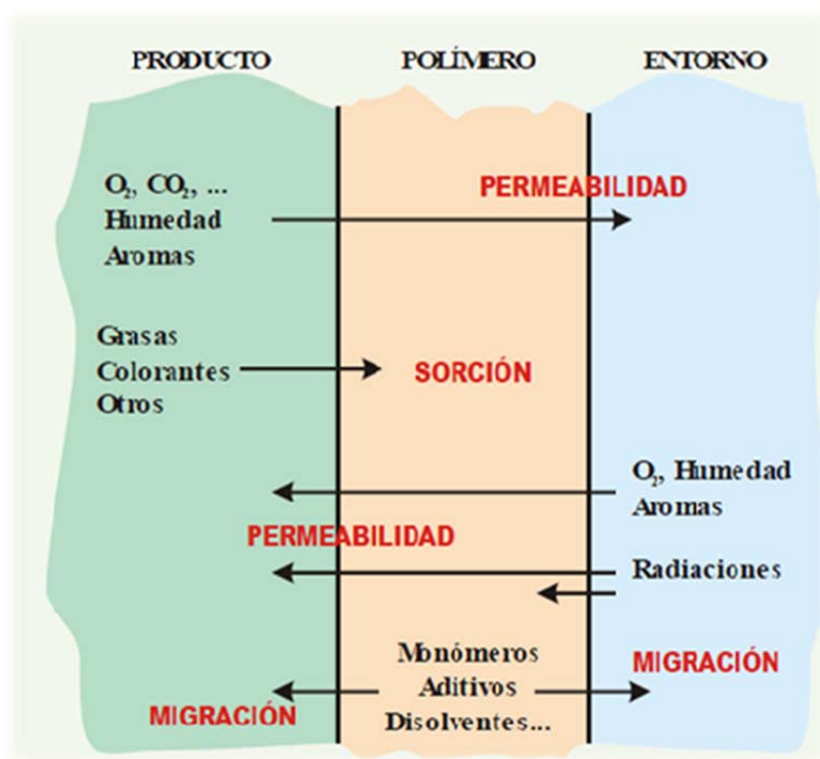 PRODUCTO POLÍMERO ENTORNO
O₂, CO₂, ...
Humedad
Aromas
PERMEABILIDAD
Grasas
Colorantes
Otros
SORCIÓN
O₂, Humedad
Aromas
PERMEABILIDAD
Radiaciones
Monómeros
Aditivos
Disolventes...
MIGRACIÓN
MIGRACIÓN